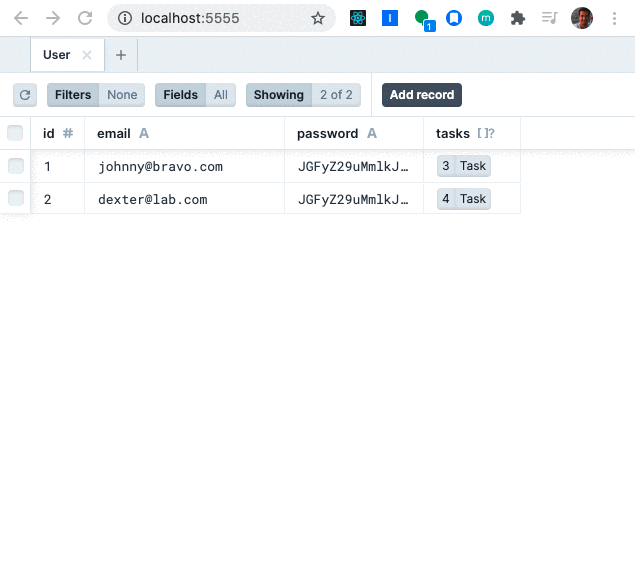 localhost:5555
1
User
Filters None Fields All Showing 2 of 2 Add record
id # email A password A tasks []?
1 johnny@bravo.com JGFyZ29uMmlkJ… 3 Task
2 dexter@lab.com JGFyZ29uMmlkJ… 4 Task